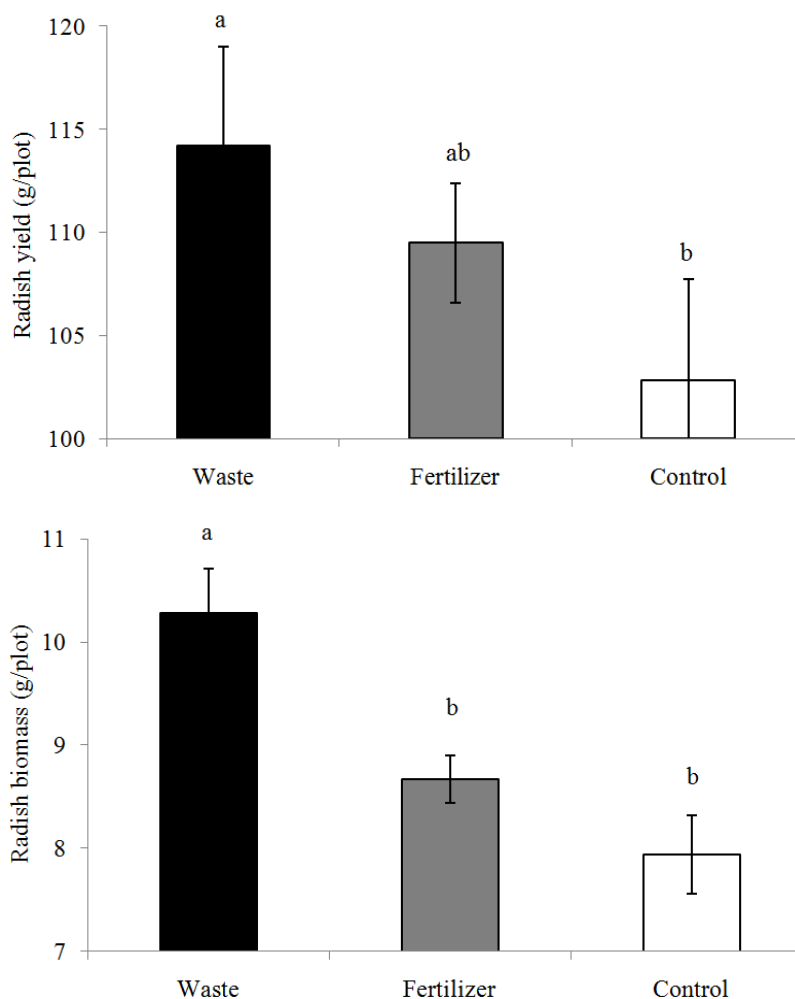 120
a
115
ab
110
b
105
100
Radish yield (g/plot)
Waste Fertilizer Control
11
a
10
b
9
b
8
7
Radish biomass (g/plot)
Waste Fertilizer Control